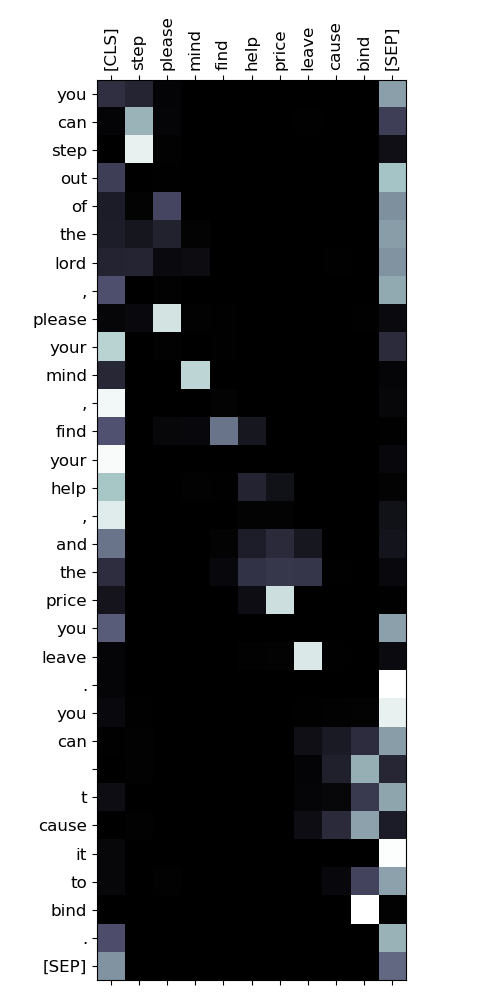 [CLS] step please mind find help price leave cause bind [SEP]
you
can
step
out
of
the
lord
,
please
your
mind
,
find
your
help
,
and
the
price
you
leave
.
you
can
t
cause
it
to
bind
.
[SEP]